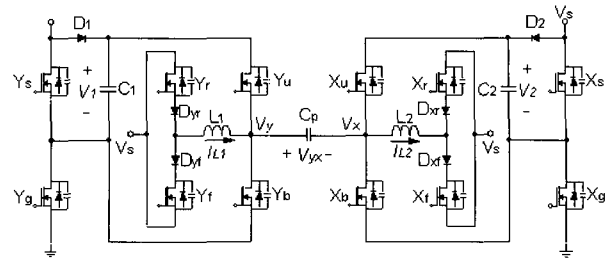 D1
D2
Vs
Ys
Yr
Yu
Xu
Xr
Xs
+
V1
−
C1
Dyr
L1
Vy
Cp
Vx
L2
Dxr
C2
+
V2
−
Vs
IL1
+ Vyx −
IL2
Vs
Dyf
Dxf
Yg
Yf
Yb
Xb
Xf
Xg